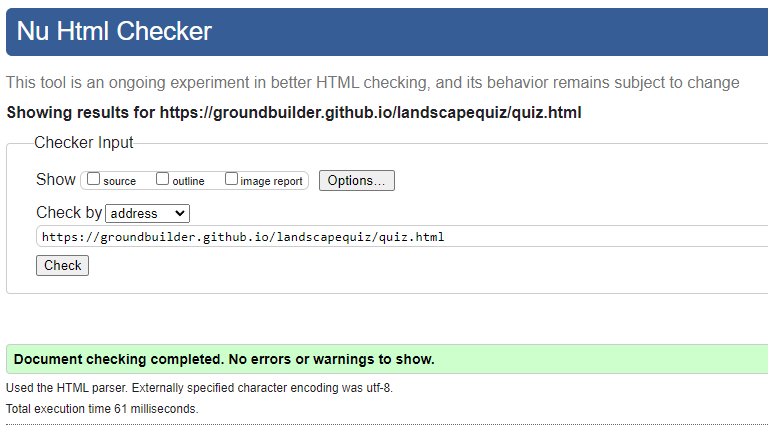 Nu Html Checker
This tool is an ongoing experiment in better HTML checking, and its behavior remains subject to change
Showing results for https://groundbuilder.github.io/landscapequiz/quiz.html
Checker Input
Show source outline image report Options...
Check by address
https://groundbuilder.github.io/landscapequiz/quiz.html
Check
Document checking completed. No errors or warnings to show.
Used the HTML parser. Externally specified character encoding was utf-8.
Total execution time 61 milliseconds.